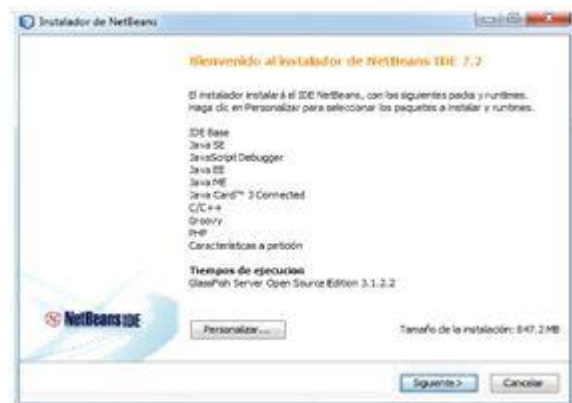 Instalador de NetBeans
Bienvenido al instalador de NetBeans IDE 7.2
El instalador instalará el IDE NetBeans, con los siguientes packs y runtimes.
Haga clic en Personalizar para seleccionar los paquetes a instalar y runtimes.
IDE Base
Java SE
JavaScript Debugger
Java EE
Java ME
Java Card™ 3 Connected
C/C++
Groovy
PHP
Características a petición
Tiempos de ejecucion
GlassFish Server Open Source Edition 3.1.2.2
NetBeans IDE
Personalizar...
Tamaño de la instalación: 847.2 MB
Siguiente >
Cancelar